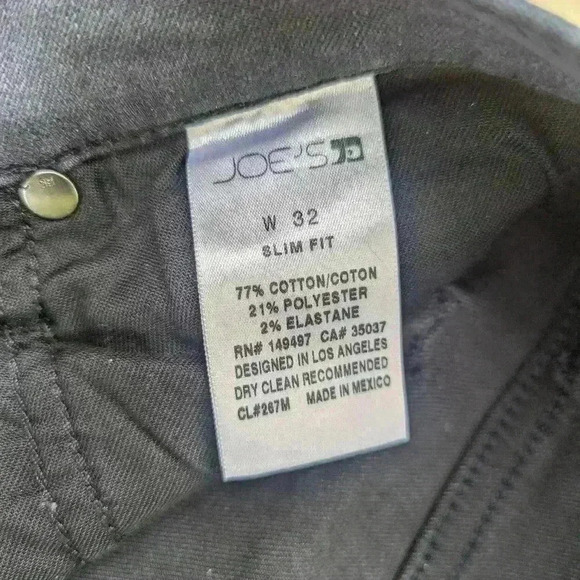 JOE'S
W 32
SLIM FIT
77% COTTON/COTON
21% POLYESTER
2% ELASTANE
RN# 149497 CA# 35037
DESIGNED IN LOS ANGELES
DRY CLEAN RECOMMENDED
CL#267M MADE IN MEXICO